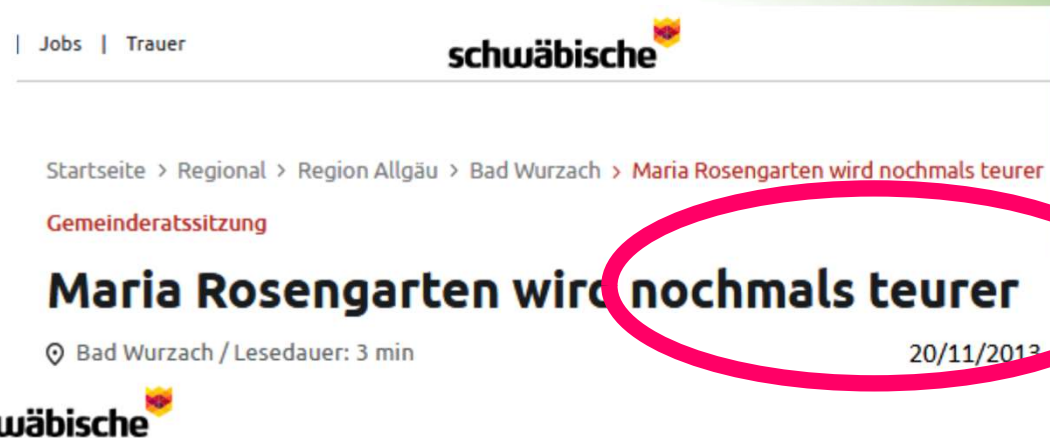 | Jobs | Trauer
schwäbische
Startseite > Regional > Region Allgäu > Bad Wurzach > Maria Rosengarten wird nochmals teurer
Gemeinderatssitzung
Maria Rosengarten wird nochmals teurer
Bad Wurzach / Lesedauer: 3 min
20/11/2013
wäbische